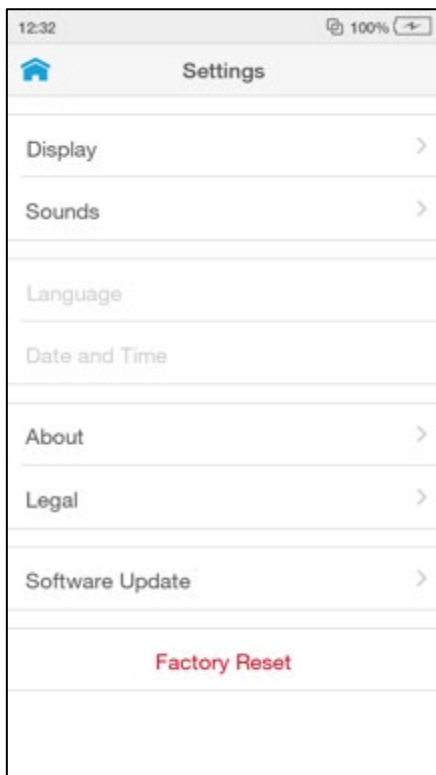 12:32 100%
Settings
Display
Sounds
Language
Date and Time
About
Legal
Software Update
Factory Reset